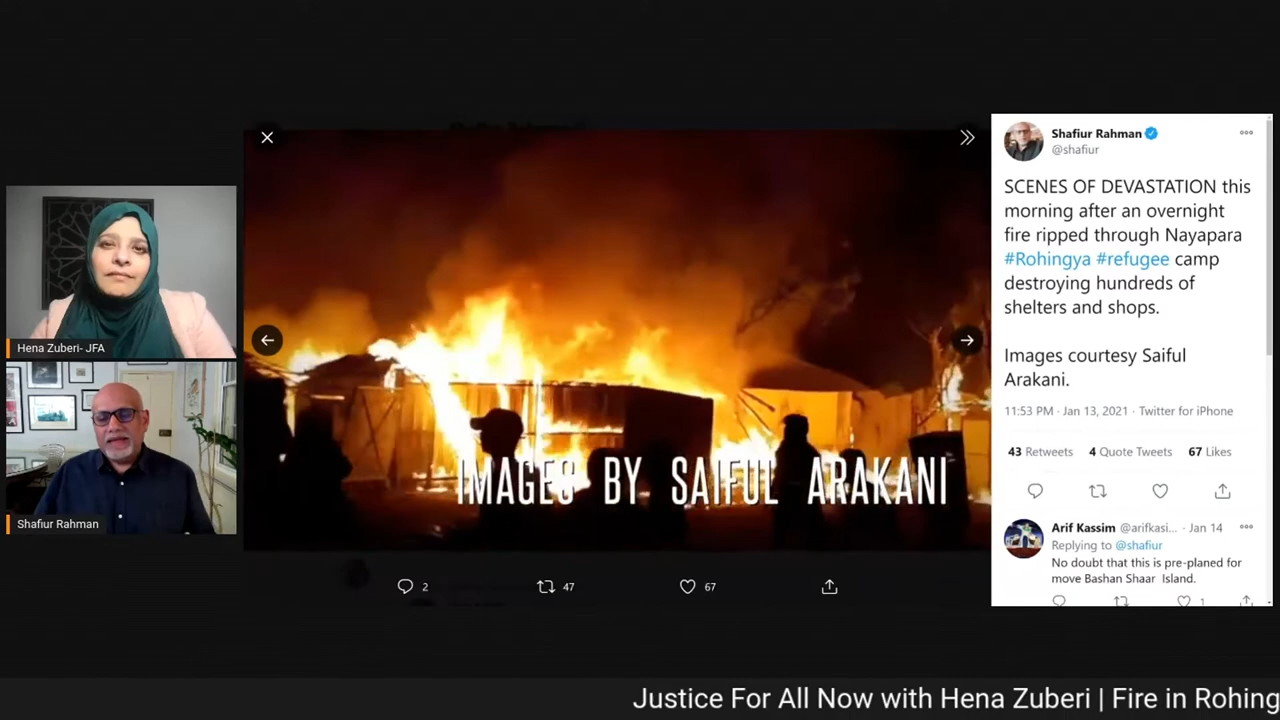 Hena Zuberi- JFA
Shafiur Rahman
IMAGES BY SAIFUL ARAKANI
2
47
67
Shafiur Rahman
@shafiur
SCENES OF DEVASTATION this
morning after an overnight
fire ripped through Nayapara
#Rohingya #refugee camp
destroying hundreds of
shelters and shops.
Images courtesy Saiful
Arakani.
11:53 PM · Jan 13, 2021 · Twitter for iPhone
43 Retweets 4 Quote Tweets 67 Likes
Arif Kassim @arifkasi... · Jan 14
Replying to @shafiur
No doubt that this is pre-planed for
move Bashan Shaar Island.
1
Justice For All Now with Hena Zuberi | Fire in Rohing